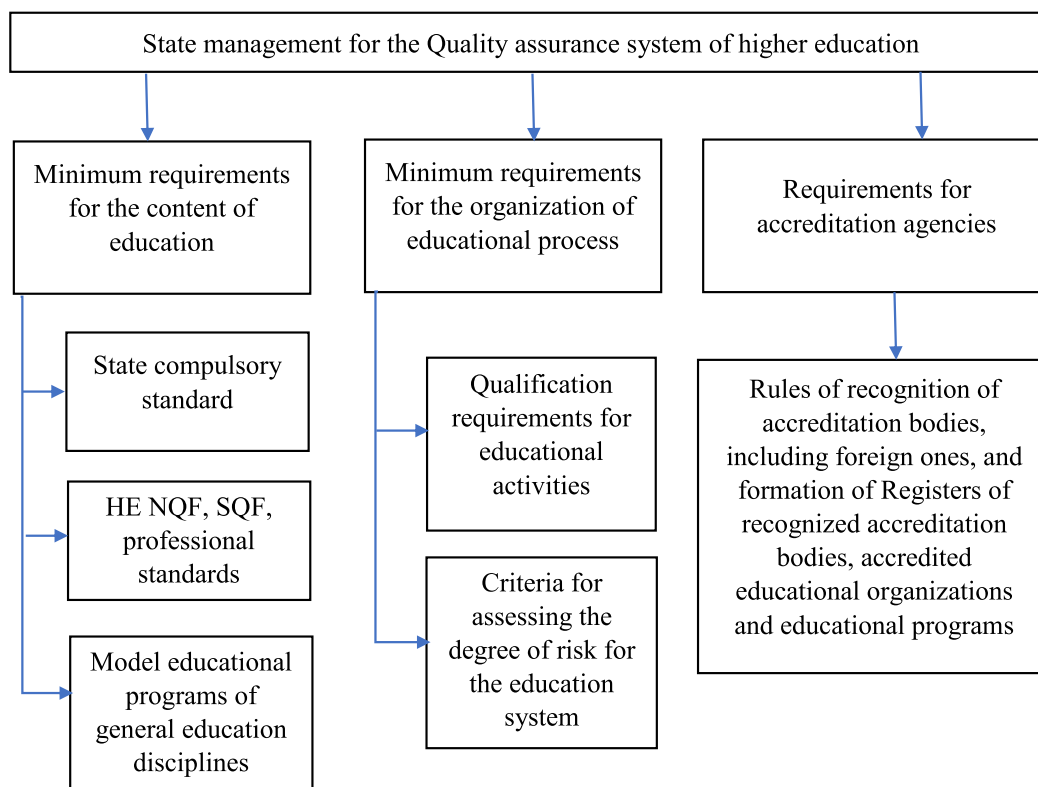 State management for the Quality assurance system of higher education
Minimum requirements
for the content of
education
Minimum requirements
for the organization of
educational process
Requirements for
accreditation agencies
State compulsory
standard
HE NQF, SQF,
professional
standards
Model educational
programs of
general education
disciplines
Qualification
requirements for
educational
activities
Criteria for
assessing the
degree of risk for
the education
system
Rules of recognition of
accreditation bodies,
including foreign ones, and
formation of Registers of
recognized accreditation
bodies, accredited
educational organizations
and educational programs